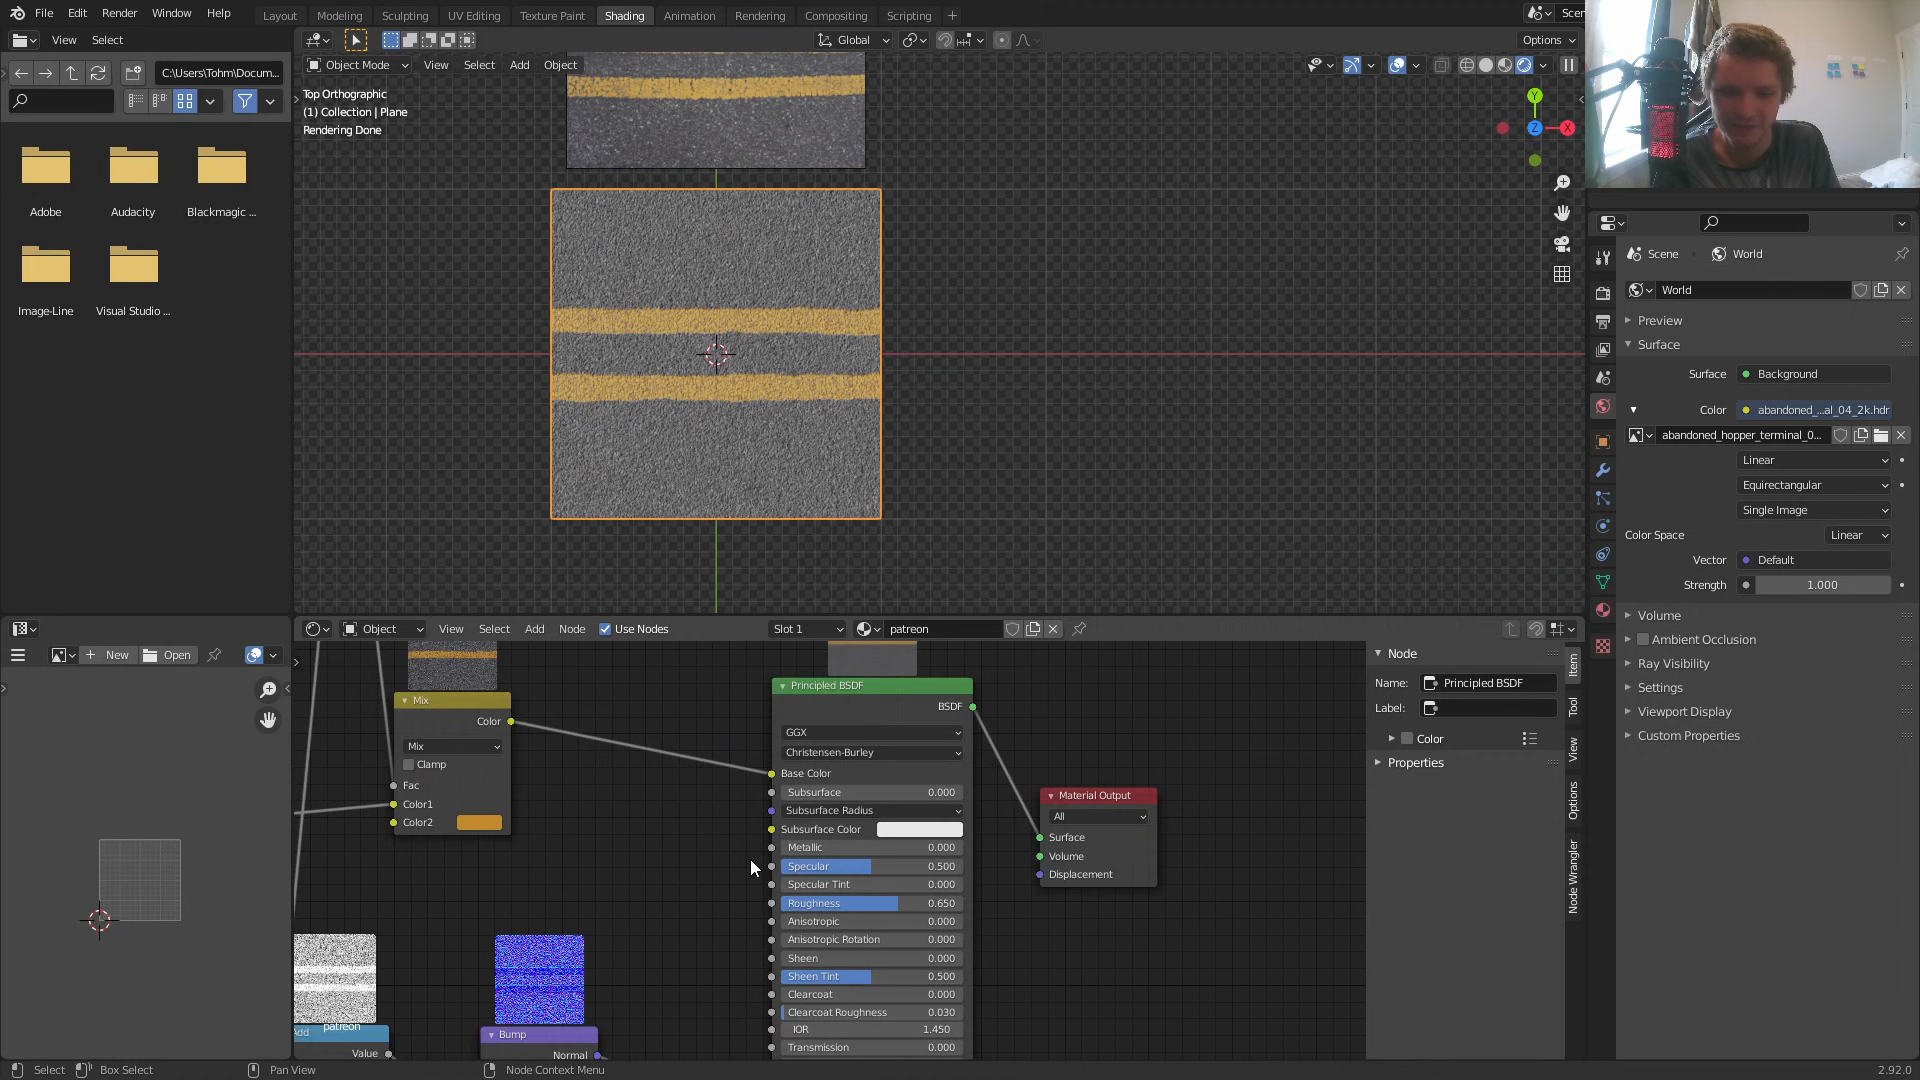 File Edit Render Window Help
Layout Modeling Sculpting UV Editing Texture Paint Shading Animation Rendering Compositing Scripting
View Select
Global
Options
C:\Users\Tohm\Docum...
Object Mode View Select Add Object
Top Orthographic
(1) Collection | Plane
Rendering Done
Y
Z
X
Adobe
Audacity
Blackmagic ...
Image-Line
Visual Studio ...
Scene
World
World
Preview
Surface
Surface
Background
Color
abandoned_...al_04_2k.hdr
abandoned_hopper_terminal_0...
Linear
Equirectangular
Single Image
Color Space
Linear
Vector
Default
Strength
1.000
Volume
Ambient Occlusion
Ray Visibility
Settings
Viewport Display
Custom Properties
New
Open
Object View Select Add Node Use Nodes
Slot 1
patreon
Mix
Color
Mix
Clamp
Fac
Color1
Color2
patreon
Value
Bump
Normal
Principled BSDF
BSDF
GGX
Christensen-Burley
Base Color
Subsurface 0.000
Subsurface Radius
Subsurface Color
Metallic 0.000
Specular 0.500
Specular Tint 0.000
Roughness 0.650
Anisotropic 0.000
Anisotropic Rotation 0.000
Sheen 0.000
Sheen Tint 0.500
Clearcoat 0.000
Clearcoat Roughness 0.030
IOR 1.450
Transmission 0.000
Material Output
All
Surface
Volume
Displacement
Node
Name: Principled BSDF
Label:
Color
Properties
Item
Tool
View
Options
Node Wrangler
Select
Box Select
Pan View
Node Context Menu
2.92.0